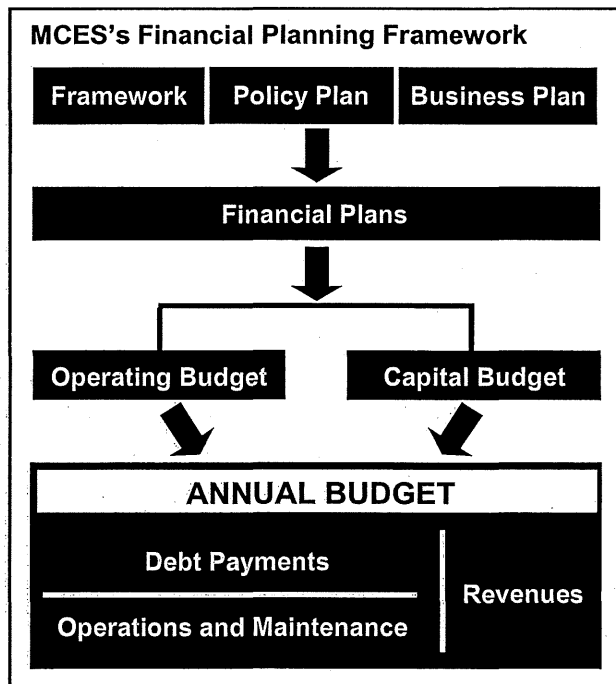 MCES's Financial Planning Framework
Framework Policy Plan Business Plan
Financial Plans
Operating Budget Capital Budget
ANNUAL BUDGET
Debt Payments
Revenues
Operations and Maintenance